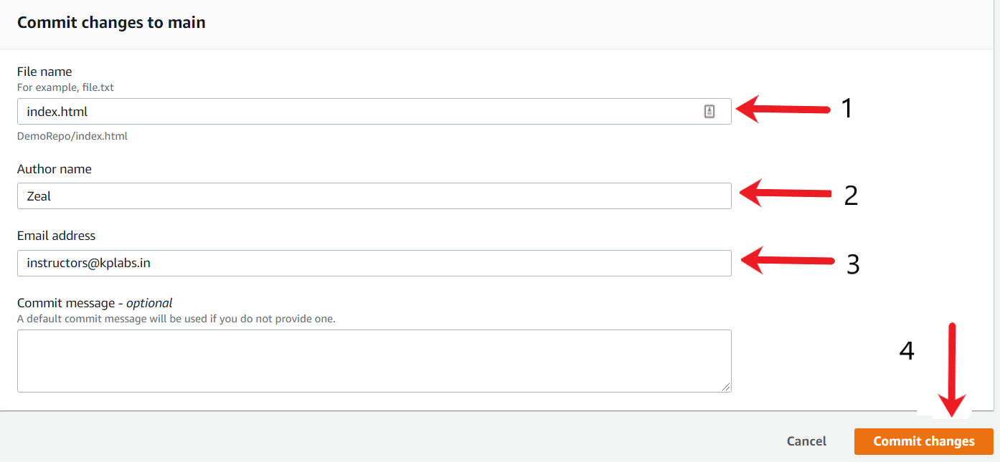 Commit changes to main
File name
For example, file.txt
index.html
1
DemoRepo/index.html
Author name
Zeal
2
Email address
instructors@kplabs.in
3
Commit message - optional
A default commit message will be used if you do not provide one.
4
Cancel
Commit changes